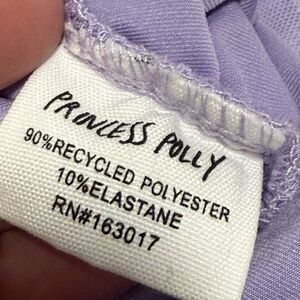 PRINCESS POLLY
90%RECYCLED POLYESTER
10%ELASTANE
RN#163017